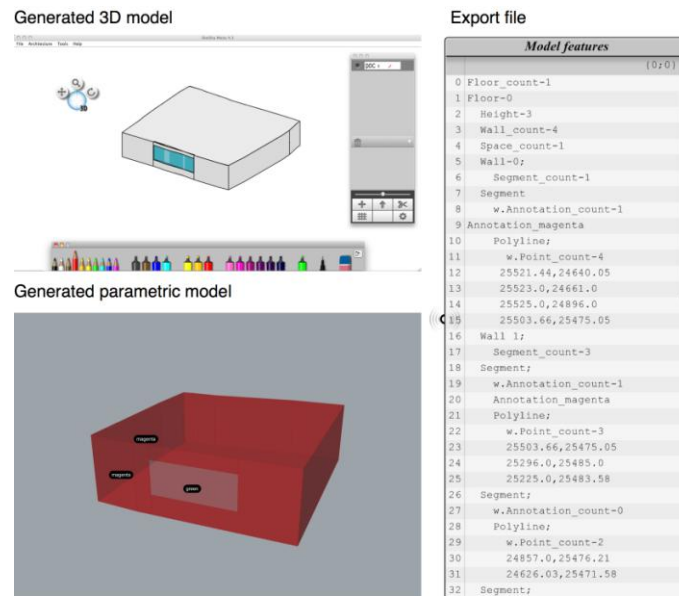 Generated 3D model
Export file
File Architecture Tools Help
3D
Generated parametric model
magenta
magenta
green
Model features
{0;0}
0 Floor_count-1
1 Floor-0
2 Height-3
3 Wall_count-4
4 Space_count-1
5 Wall-0;
6 Segment_count-1
7 Segment
8 w.Annotation_count-1
9 Annotation_magenta
10 Polyline;
11 w.Point_count-4
12 25521.44,24640.05
13 25523.0,24661.0
14 25525.0,24896.0
15 25503.66,25475.05
16 Wall 1;
17 Segment_count-3
18 Segment;
19 w.Annotation_count-1
20 Annotation_magenta
21 Polyline;
22 w.Point_count-3
23 25503.66,25475.05
24 25296.0,25485.0
25 25225.0,25483.58
26 Segment;
27 w.Annotation_count-0
28 Polyline;
29 w.Point_count-2
30 24857.0,25476.21
31 24626.03,25471.58
32 Segment;